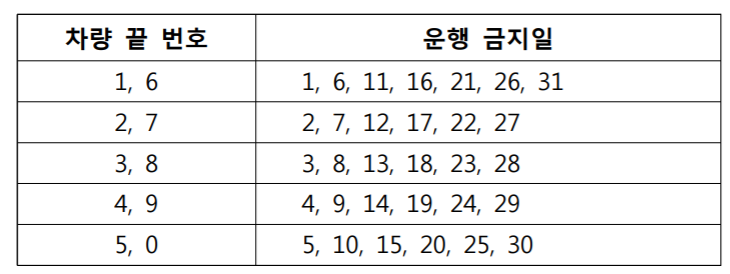 차량 끝 번호 운행 금지일
1, 6 1, 6, 11, 16, 21, 26, 31
2, 7 2, 7, 12, 17, 22, 27
3, 8 3, 8, 13, 18, 23, 28
4, 9 4, 9, 14, 19, 24, 29
5, 0 5, 10, 15, 20, 25, 30